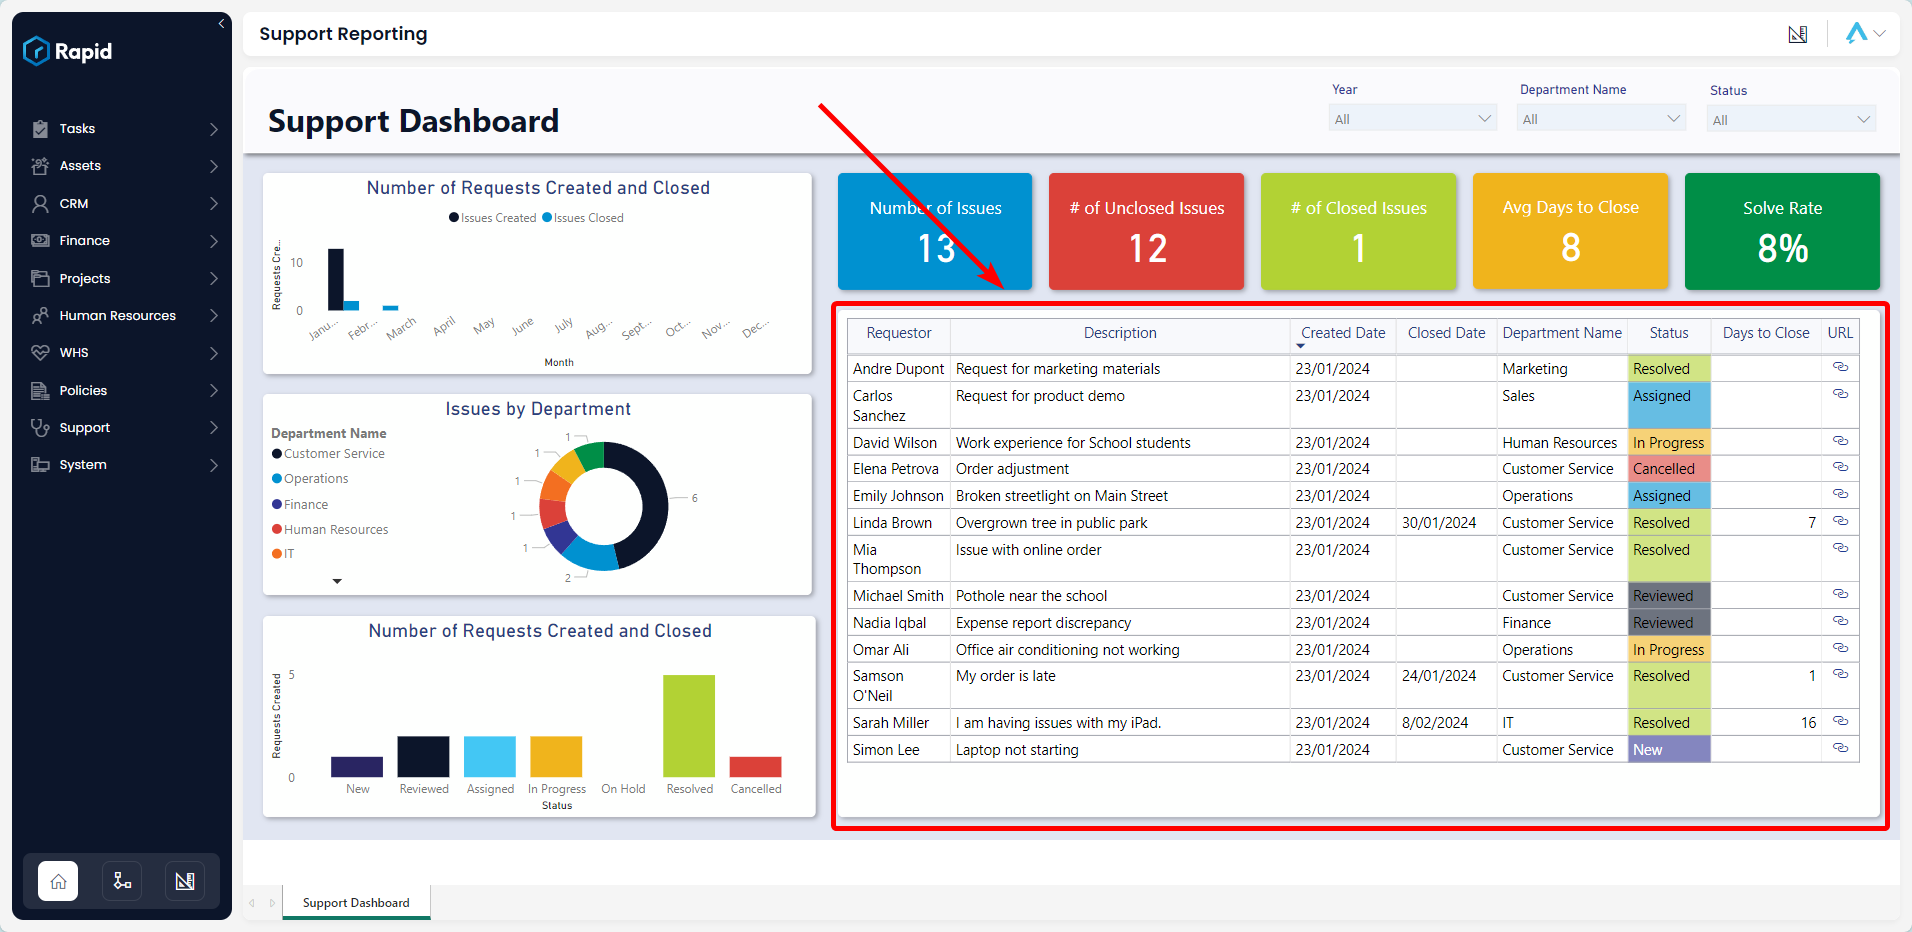 Rapid
Tasks
Assets
CRM
Finance
Projects
Human Resources
WHS
Policies
Support
System
Support Reporting
Support Dashboard
Year
All
Department Name
All
Status
All
Number of Requests Created and Closed
Issues Created Issues Closed
Requests Cre...
10
0
Janu... Febr... March April May June July Aug... Sept... Oct... Nov... Dec...
Month
Issues by Department
Department Name
Customer Service
Operations
Finance
Human Resources
IT
1
1
1
1
1
2
6
Number of Requests Created and Closed
Requests Created
5
0
New Reviewed Assigned In Progress On Hold Resolved Cancelled
Status
Number of Issues
13
# of Unclosed Issues
12
# of Closed Issues
1
Avg Days to Close
8
Solve Rate
8%
Requestor Description Created Date Closed Date Department Name Status Days to Close URL
Andre Dupont Request for marketing materials 23/01/2024 Marketing Resolved
Carlos Sanchez Request for product demo 23/01/2024 Sales Assigned
David Wilson Work experience for School students 23/01/2024 Human Resources In Progress
Elena Petrova Order adjustment 23/01/2024 Customer Service Cancelled
Emily Johnson Broken streetlight on Main Street 23/01/2024 Operations Assigned
Linda Brown Overgrown tree in public park 23/01/2024 30/01/2024 Customer Service Resolved 7
Mia Thompson Issue with online order 23/01/2024 Customer Service Resolved
Michael Smith Pothole near the school 23/01/2024 Customer Service Reviewed
Nadia Iqbal Expense report discrepancy 23/01/2024 Finance Reviewed
Omar Ali Office air conditioning not working 23/01/2024 Operations In Progress
Samson O'Neil My order is late 23/01/2024 24/01/2024 Customer Service Resolved 1
Sarah Miller I am having issues with my iPad. 23/01/2024 8/02/2024 IT Resolved 16
Simon Lee Laptop not starting 23/01/2024 Customer Service New
Support Dashboard